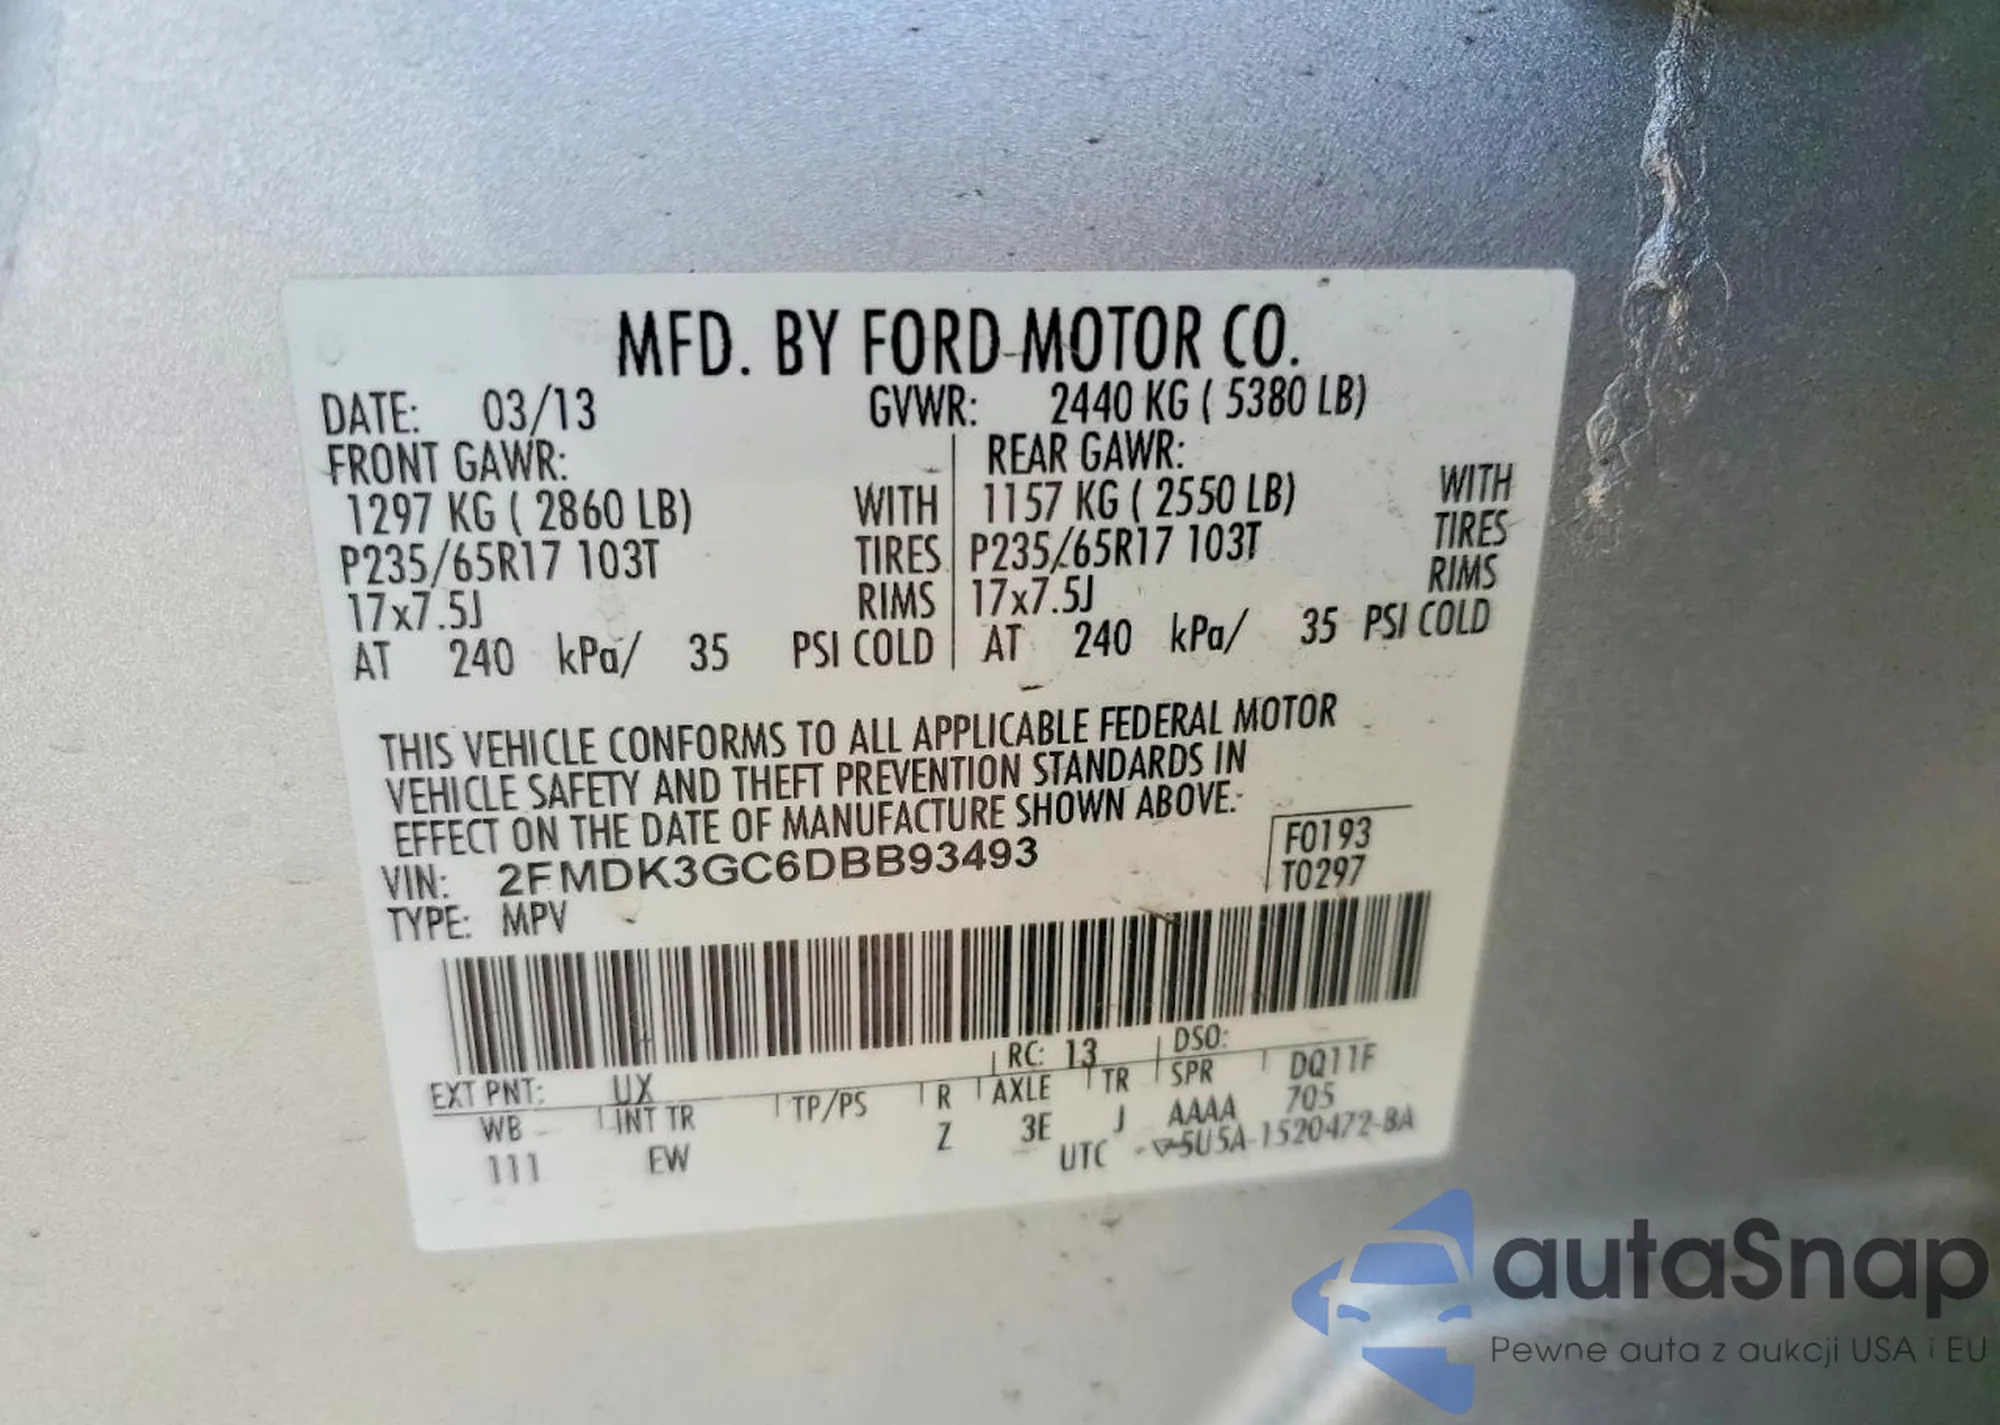 MFD. BY FORD MOTOR CO.
DATE: 03/13 GVWR: 2440 KG ( 5380 LB)
FRONT GAWR: REAR GAWR:
1297 KG ( 2860 LB) WITH 1157 KG ( 2550 LB) WITH
P235/65R17 103T TIRES P235/65R17 103T TIRES
17x7.5J RIMS 17x7.5J RIMS
AT 240 kPa/ 35 PSI COLD AT 240 kPa/ 35 PSI COLD
THIS VEHICLE CONFORMS TO ALL APPLICABLE FEDERAL MOTOR
VEHICLE SAFETY AND THEFT PREVENTION STANDARDS IN
EFFECT ON THE DATE OF MANUFACTURE SHOWN ABOVE.
F0193
VIN: 2FMDK3GC6DBB93493
T0297
TYPE: MPV
EXT PNT: UX RC: 13 DSO:
WB INT TR TP/PS R AXLE TR SPR DQ11F
111 EW Z 3E J AAAA 705
UTC 5U5A-1520472-BA
autaSnap
Pewne auta z aukcji USA i EU